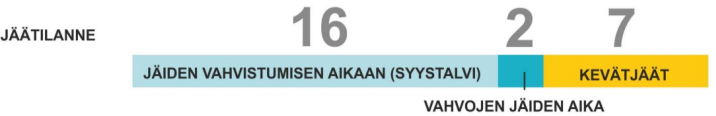 16 2 7
JÄÄTILANNE
JÄIDEN VAHVISTUMISEN AIKAAN (SYYSTALVI) KEVÄTJÄÄT
VAHVOJEN JÄIDEN AIKA